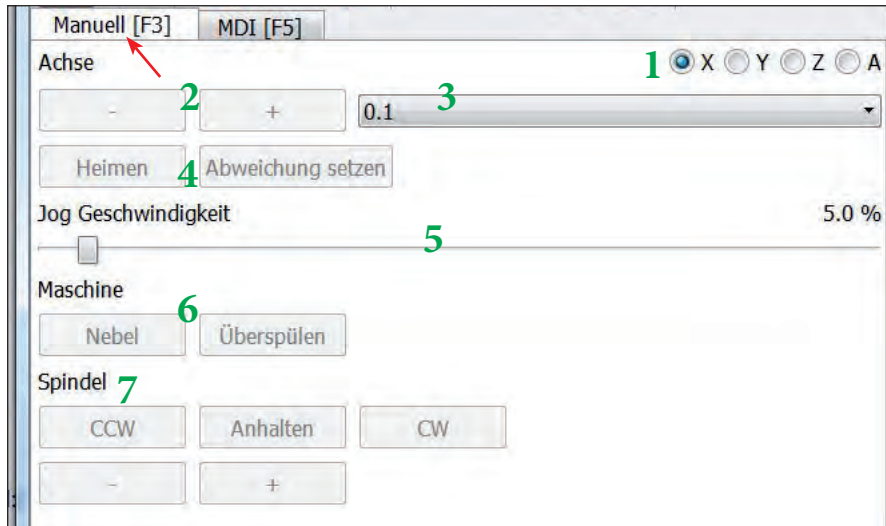 Manuell [F3] MDI [F5]
Achse 1 X Y Z A
- 2 + 0.1 3
Heimen 4 Abweichung setzen
Jog Geschwindigkeit 5.0 %
5
Maschine
6
Nebel Überspülen
Spindel 7
CCW Anhalten CW
- +